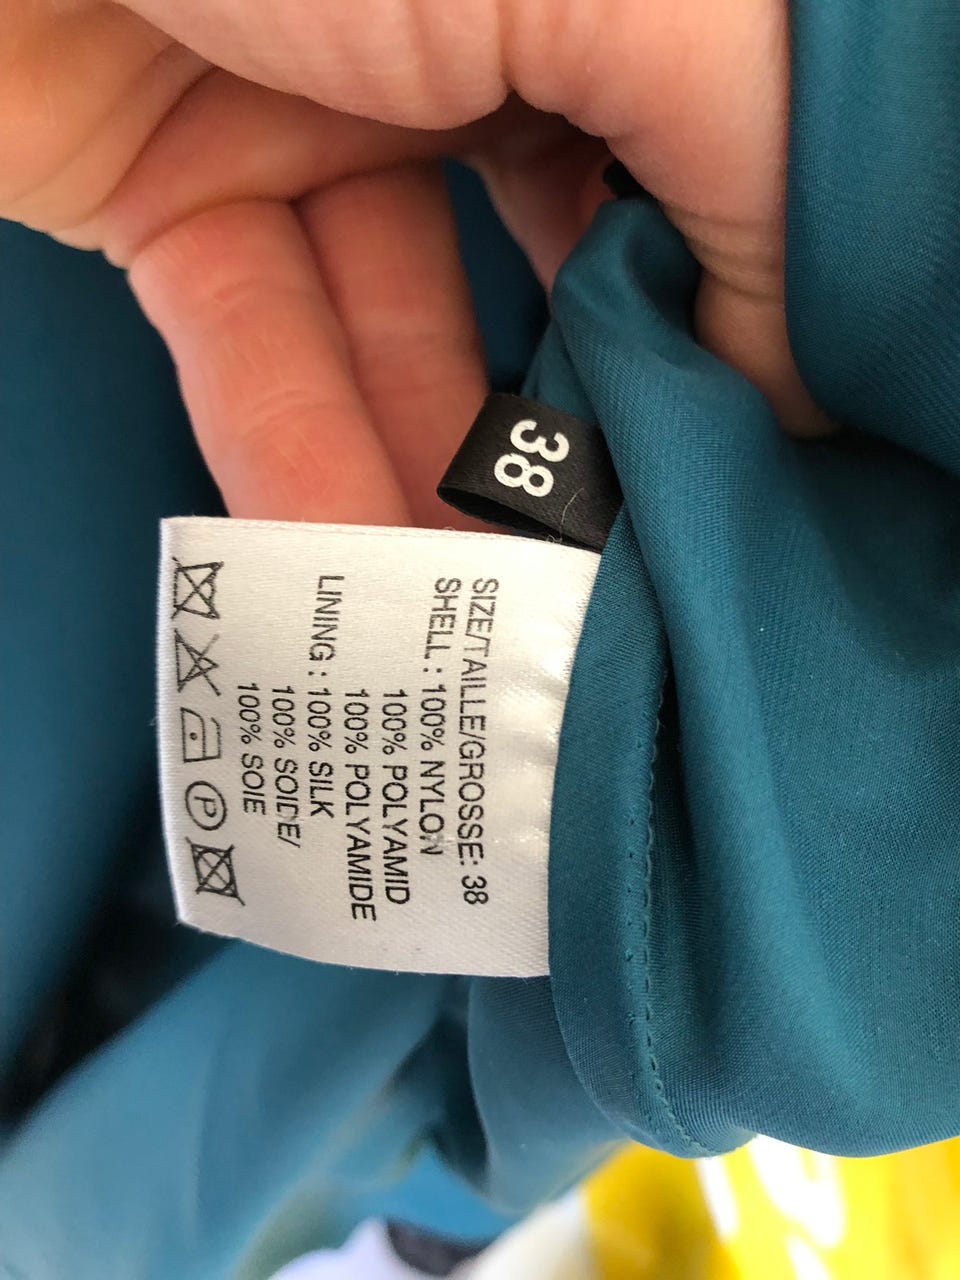 38
SIZE/TAILLE/GROSSE: 38
SHELL : 100% NYLON
100% POLYAMID
100% POLYAMIDE
LINING : 100% SILK
100% SOIDE/
100% SOIE
P